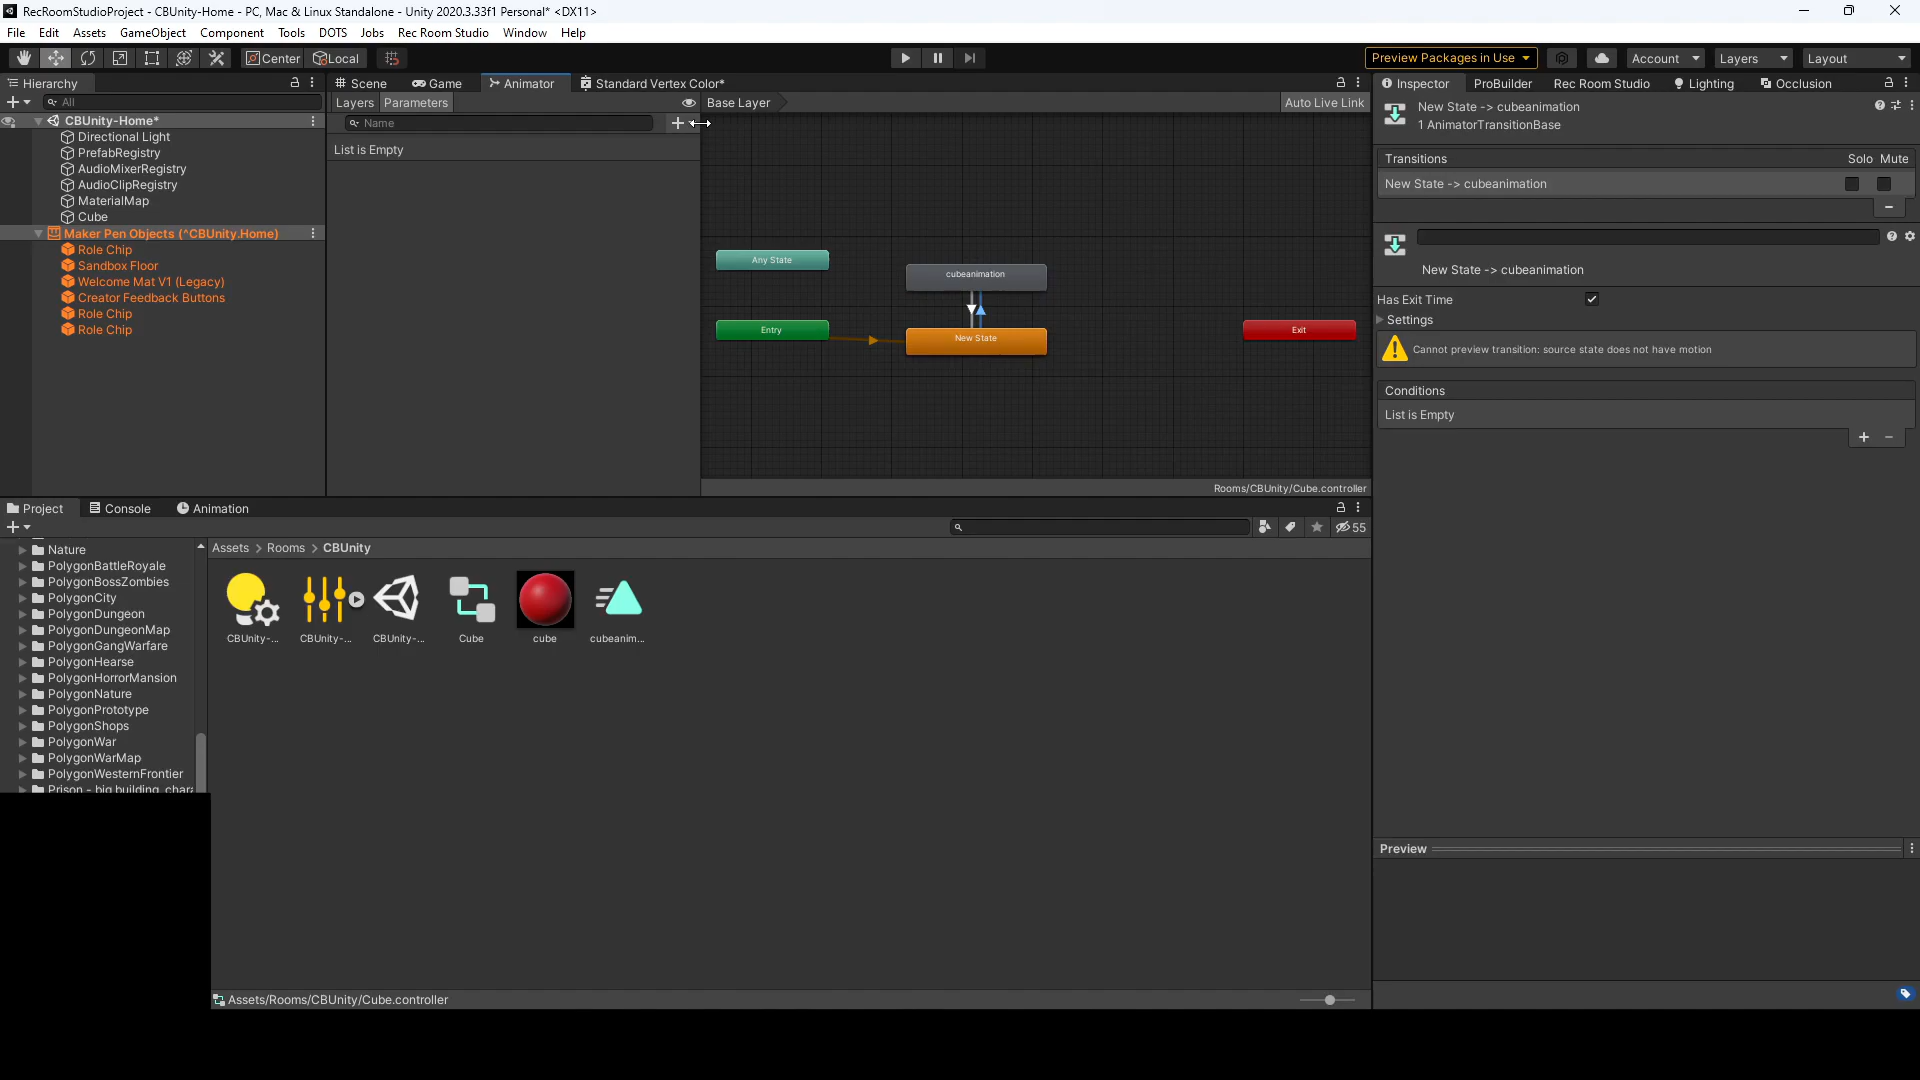 RecRoomStudioProject - CBUnity-Home - PC, Mac & Linux Standalone - Unity 2020.3.33f1 Personal* <DX11>
File Edit Assets GameObject Component Tools DOTS Jobs Rec Room Studio Window Help
Center Local Preview Packages in Use Account Layers Layout
Hierarchy
All
CBUnity-Home*
Directional Light
PrefabRegistry
AudioMixerRegistry
AudioClipRegistry
MaterialMap
Cube
Maker Pen Objects (^CBUnity.Home)
Role Chip
Sandbox Floor
Welcome Mat V1 (Legacy)
Creator Feedback Buttons
Role Chip
Role Chip
Scene Game Animator Standard Vertex Color*
Layers Parameters Base Layer Auto Live Link
Name
List is Empty
Any State
cubeanimation
Entry
New State
Exit
Rooms/CBUnity/Cube.controller
Inspector ProBuilder Rec Room Studio Lighting Occlusion
New State -> cubeanimation
1 AnimatorTransitionBase
Transitions Solo Mute
New State -> cubeanimation
New State -> cubeanimation
Has Exit Time
Settings
Cannot preview transition: source state does not have motion
Conditions
List is Empty
Preview
Project Console Animation
55
Nature
PolygonBattleRoyale
PolygonBossZombies
PolygonCity
PolygonDungeon
PolygonDungeonMap
PolygonGangWarfare
PolygonHearse
PolygonHorrorMansion
PolygonNature
PolygonPrototype
PolygonShops
PolygonWar
PolygonWarMap
PolygonWesternFrontier
Prison - big building, chara
Assets > Rooms > CBUnity
CBUnity-... CBUnity-... CBUnity-... Cube cube cubeanim...
Assets/Rooms/CBUnity/Cube.controller